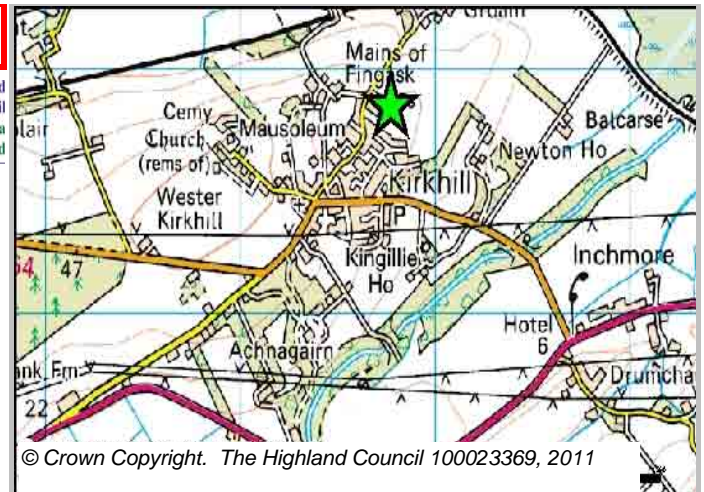 Mains of
Fingask
Cemy
Church
(rems of)
Mausoleum
Balcarse
Newton Ho
Kirkhill
Wester
Kirkhill
P
47
Kingillie
Ho
Inchmore
Hotel
6
Achnagairn
22
© Crown Copyright. The Highland Council 100023369, 2011